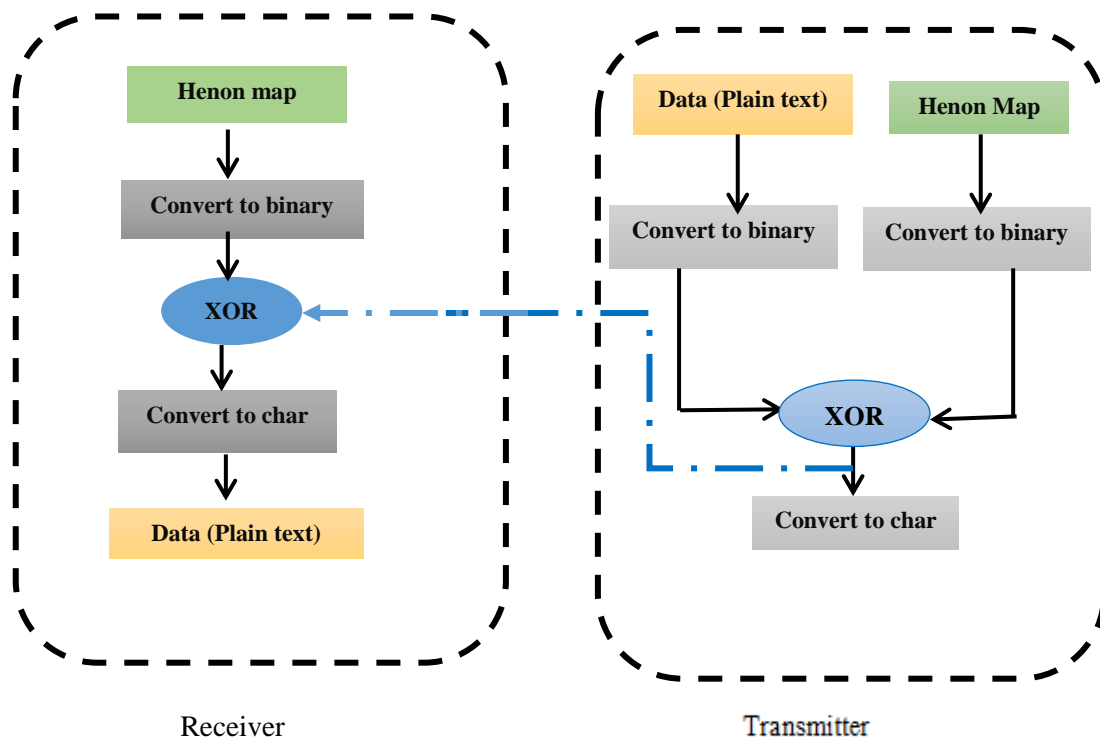 Henon map
Convert to binary
XOR
Convert to char
Data (Plain text)
Receiver
Data (Plain text)
Henon Map
Convert to binary
Convert to binary
XOR
Convert to char
Transmitter